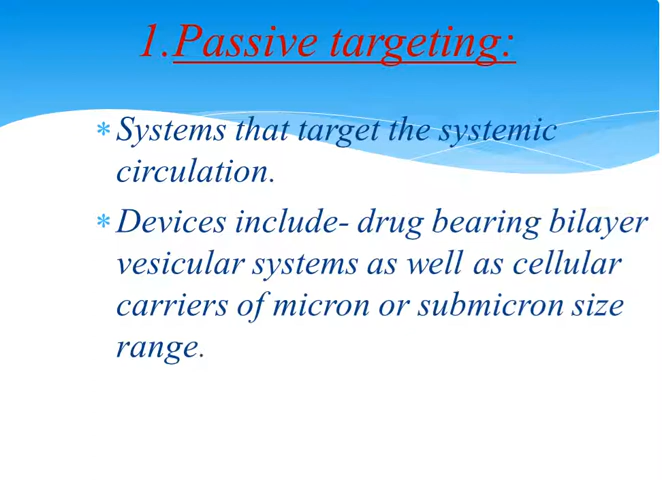 1.Passive targeting:
* Systems that target the systemic
circulation.
* Devices include- drug bearing bilayer
vesicular systems as well as cellular
carriers of micron or submicron size
range.